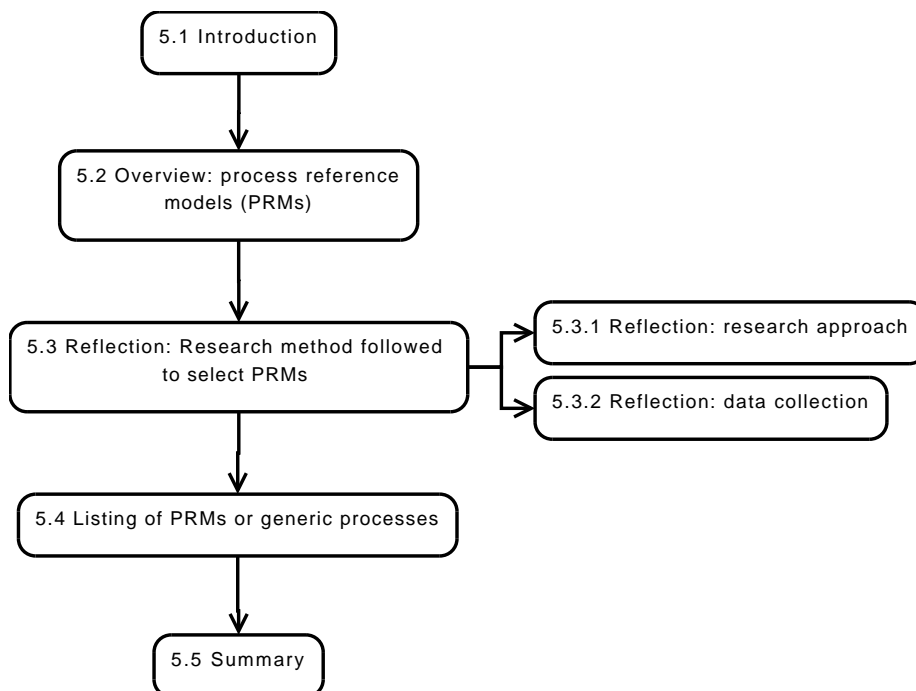 5.1 Introduction
5.2 Overview: process reference
models (PRMs)
5.3 Reflection: Research method followed
to select PRMs
5.3.1 Reflection: research approach
5.3.2 Reflection: data collection
5.4 Listing of PRMs or generic processes
5.5 Summary